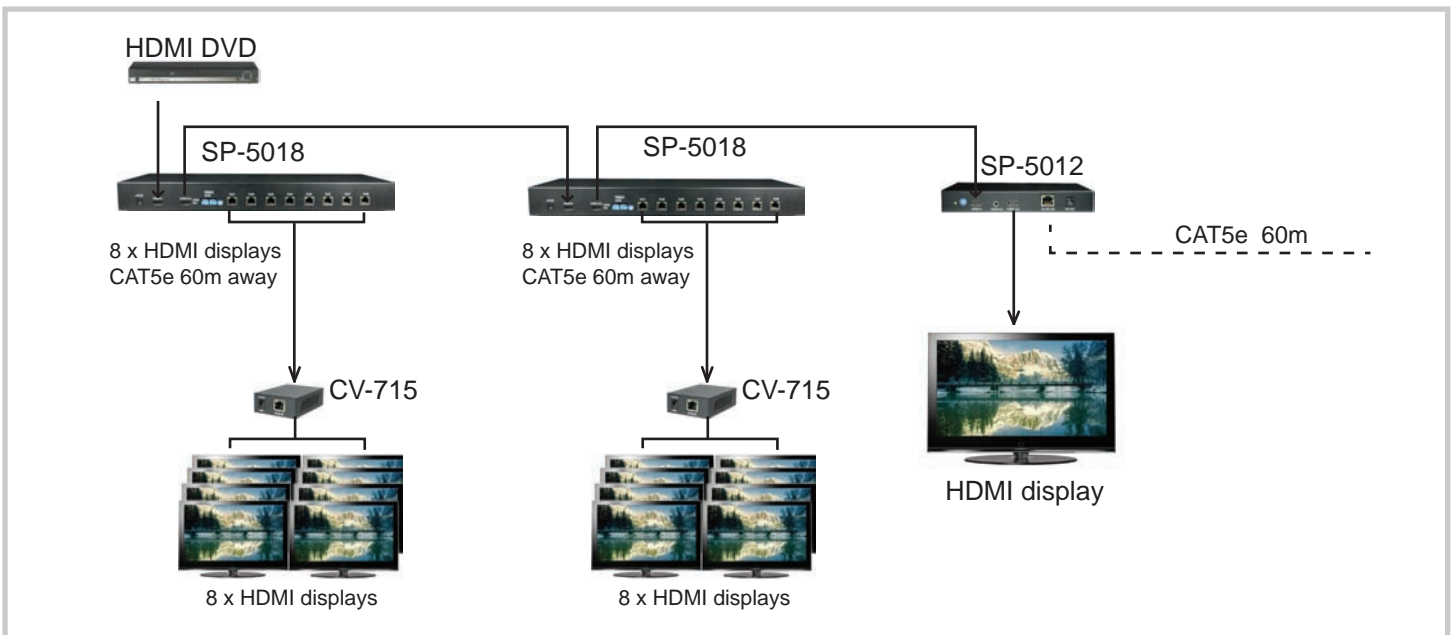 HDMI DVD
SP-5018
SP-5018
SP-5012
CAT5e 60m
8 x HDMI displays
CAT5e 60m away
8 x HDMI displays
CAT5e 60m away
CV-715
CV-715
HDMI display
8 x HDMI displays
8 x HDMI displays